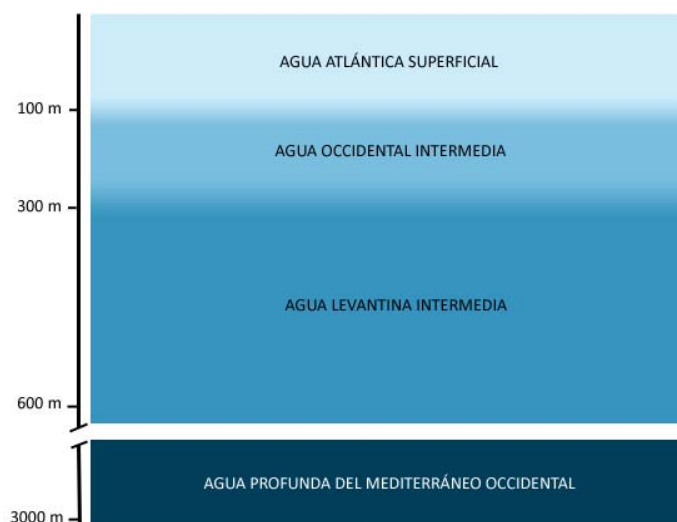 AGUA ATLÁNTICA SUPERFICIAL
100 m
AGUA OCCIDENTAL INTERMEDIA
300 m
AGUA LEVANTINA INTERMEDIA
600 m
AGUA PROFUNDA DEL MEDITERRÁNEO OCCIDENTAL
3000 m